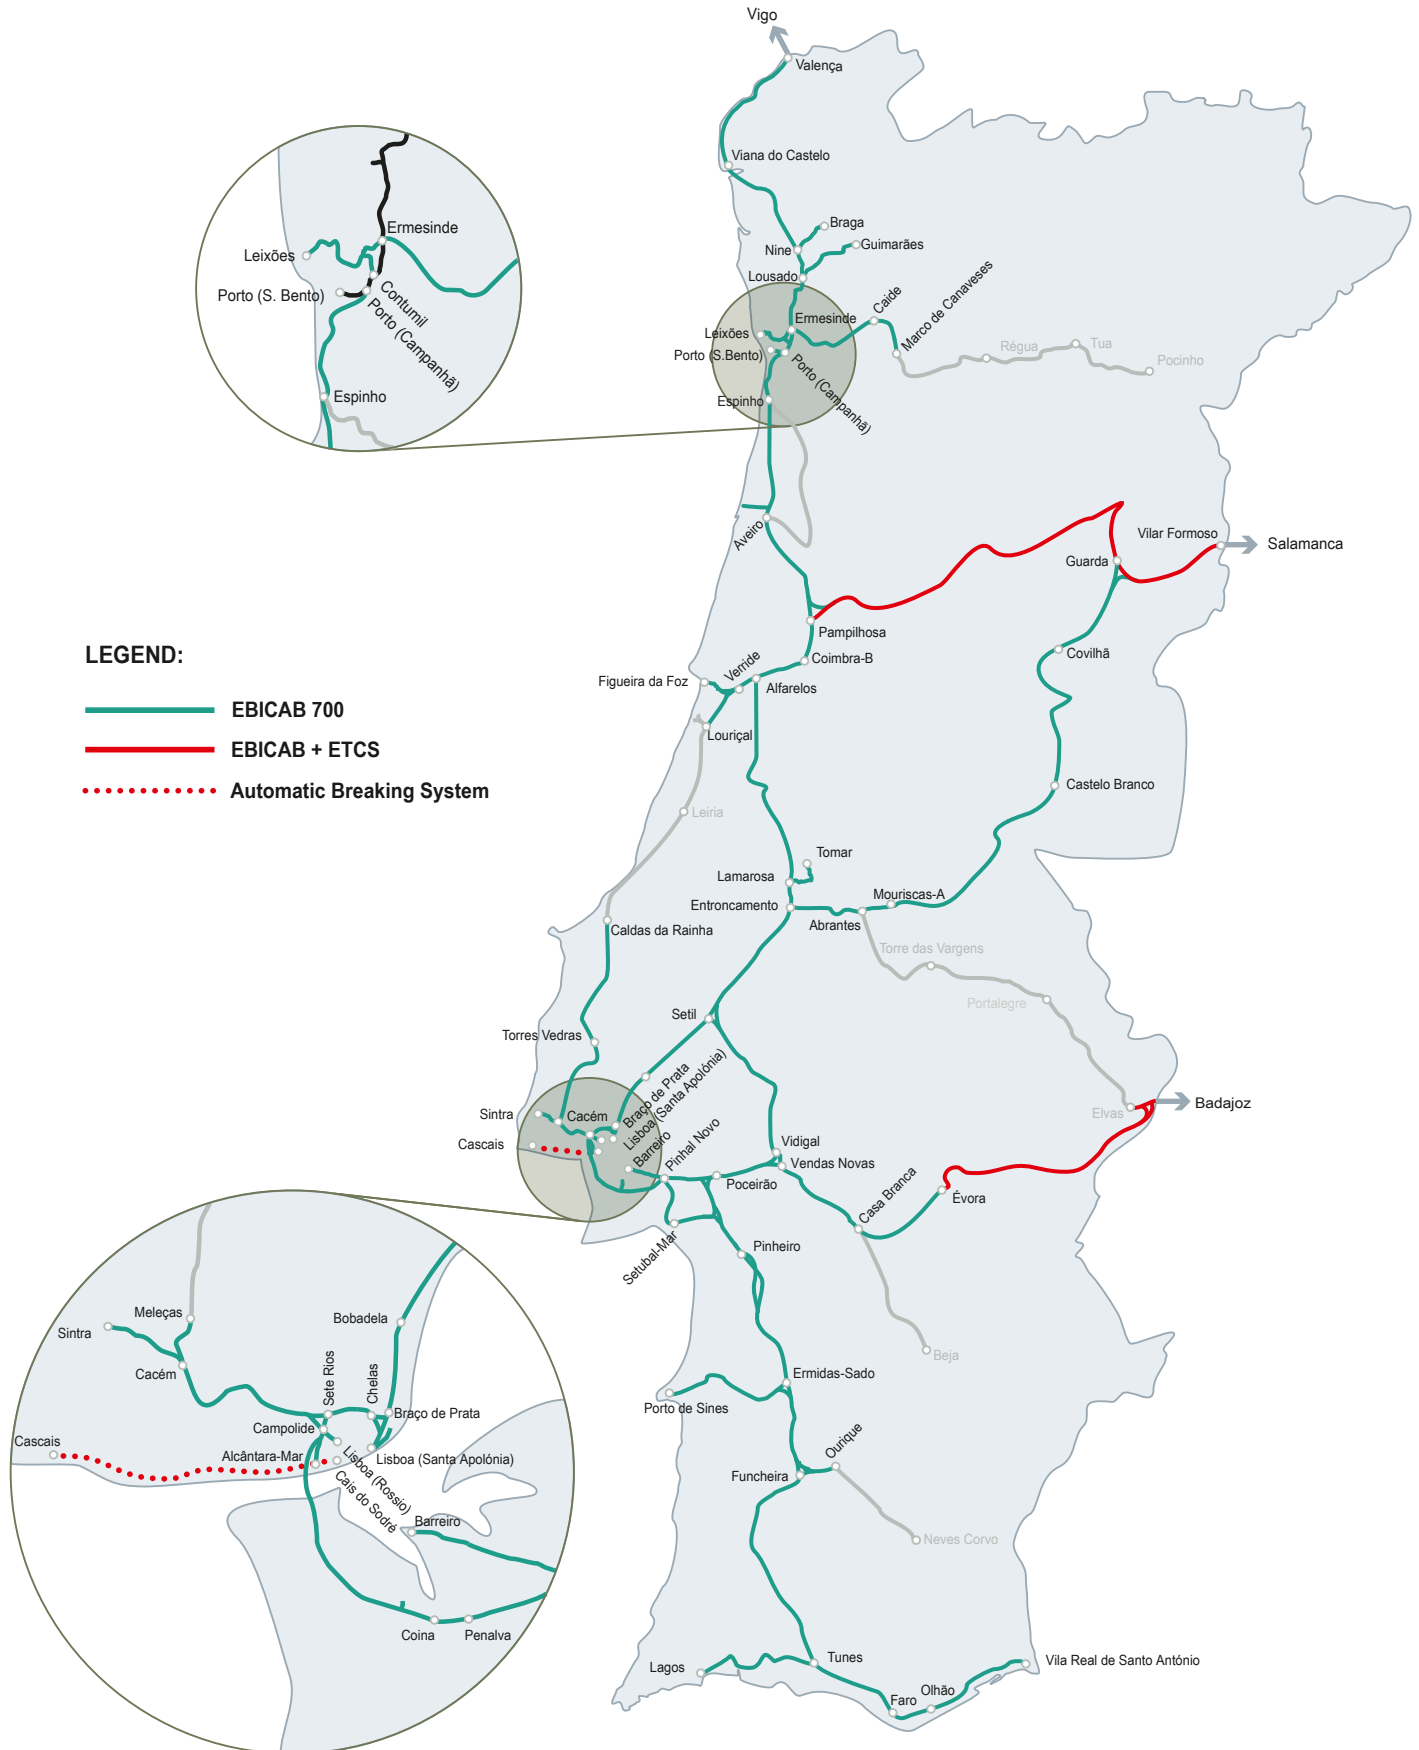 Vigo
Valença
Viana do Castelo
Braga
Guimarães
Nine
Lousado
Caide
Marco de Canaveses
Ermesinde
Leixões
Porto (S.Bento)
Porto (Campanhã)
Régua
Tua
Pocinho
Espinho
Ermesinde
Leixões
Contumil
Porto (S. Bento)
Porto (Campanhã)
Espinho
Aveiro
Vilar Formoso
Salamanca
Guarda
Pampilhosa
Coimbra-B
Covilhã
Verride
Figueira da Foz
Alfarelos
Louriçal
LEGEND:
EBICAB 700
EBICAB + ETCS
Automatic Breaking System
Castelo Branco
Leiria
Tomar
Lamarosa
Mouriscas-A
Entroncamento
Abrantes
Caldas da Rainha
Torre das Vargens
Portalegre
Setil
Torres Vedras
Braço de Prata
Lisboa (Santa Apolónia)
Sintra
Cacém
Cascais
Barreiro
Pinhal Novo
Elvas
Badajoz
Vidigal
Vendas Novas
Poceirão
Casa Branca
Évora
Setubal-Mar
Pinheiro
Beja
Ermidas-Sado
Porto de Sines
Ourique
Funcheira
Neves Corvo
Meleças
Sintra
Bobadela
Cacém
Sete Rios
Chelas
Braço de Prata
Campolide
Cascais
Alcântara-Mar
Lisboa (Santa Apolónia)
Lisboa (Rossio)
Cais do Sodré
Barreiro
Coina
Penalva
Lagos
Tunes
Vila Real de Santo António
Faro
Olhão